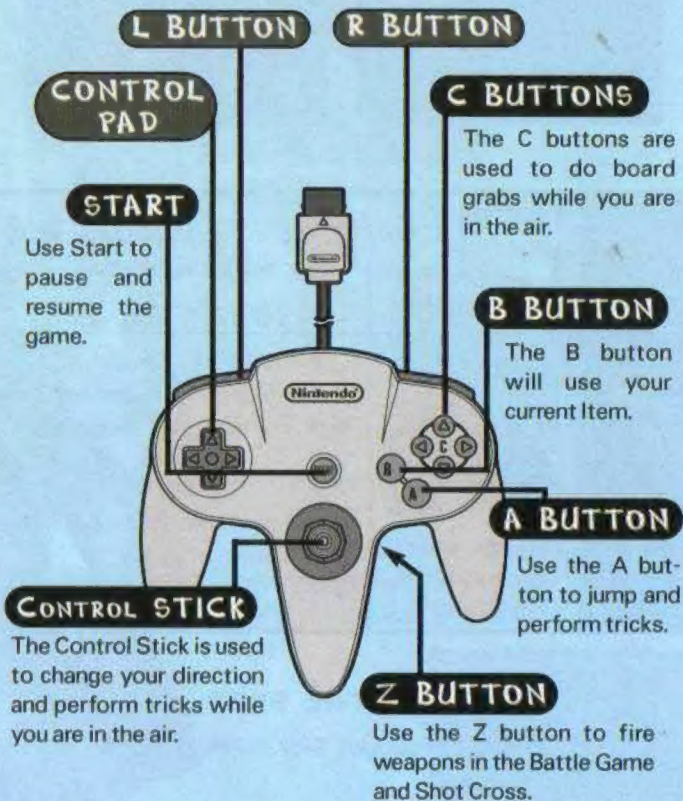 L BUTTON
R BUTTON
CONTROL
PAD
C BUTTONS
The C buttons are
used to do board
grabs while you are
in the air.
START
Use Start to
pause and
resume the
game.
B BUTTON
The B button
will use your
current Item.
Nintendo
C
B
A
A BUTTON
Use the A but-
ton to jump and
perform tricks.
CONTROL STICK
The Control Stick is used
to change your direction
and perform tricks while
you are in the air.
Z BUTTON
Use the Z button to fire
weapons in the Battle Game
and Shot Cross.